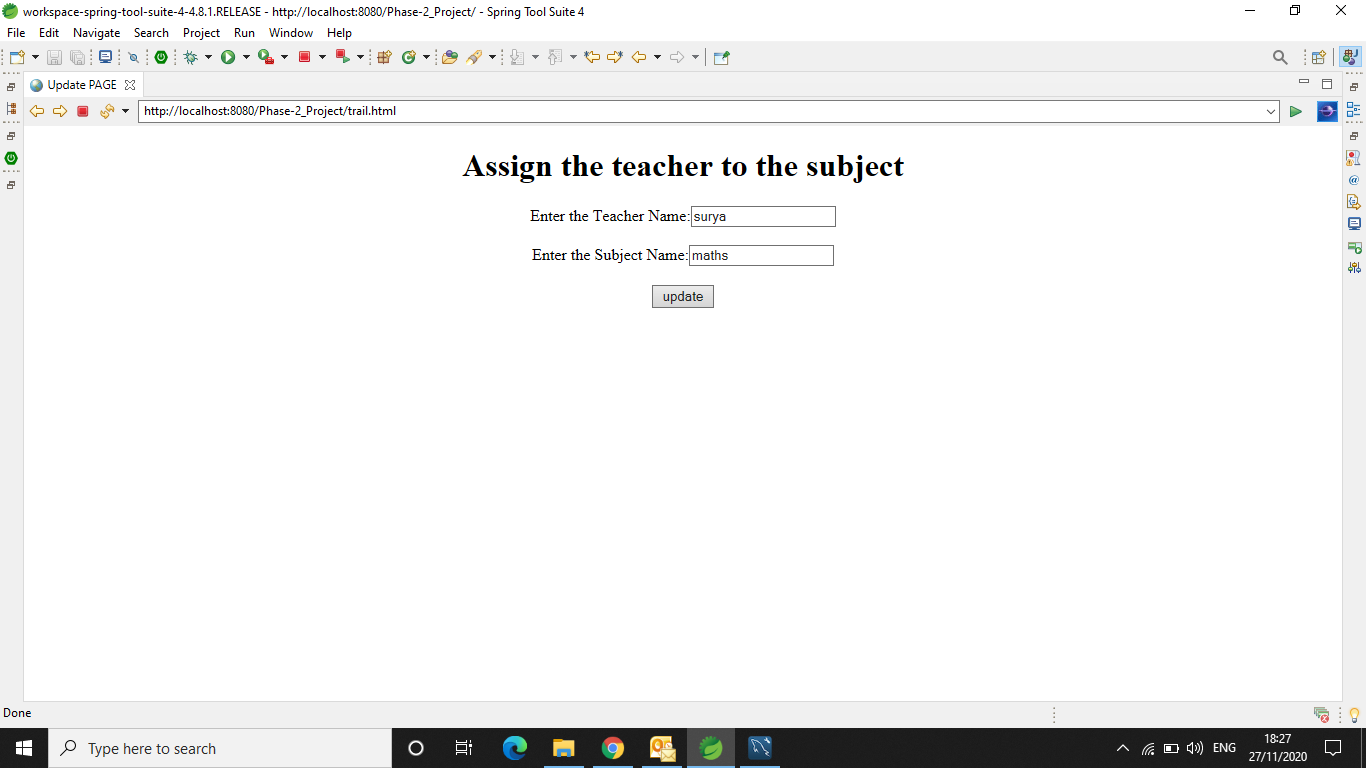 workspace-spring-tool-suite-4-4.8.1.RELEASE - http://localhost:8080/Phase-2_Project/ - Spring Tool Suite 4
File Edit Navigate Search Project Run Window Help
Update PAGE
http://localhost:8080/Phase-2_Project/trail.html
Assign the teacher to the subject
Enter the Teacher Name: surya
Enter the Subject Name: maths
update
Done
Type here to search
ENG
18:27
27/11/2020